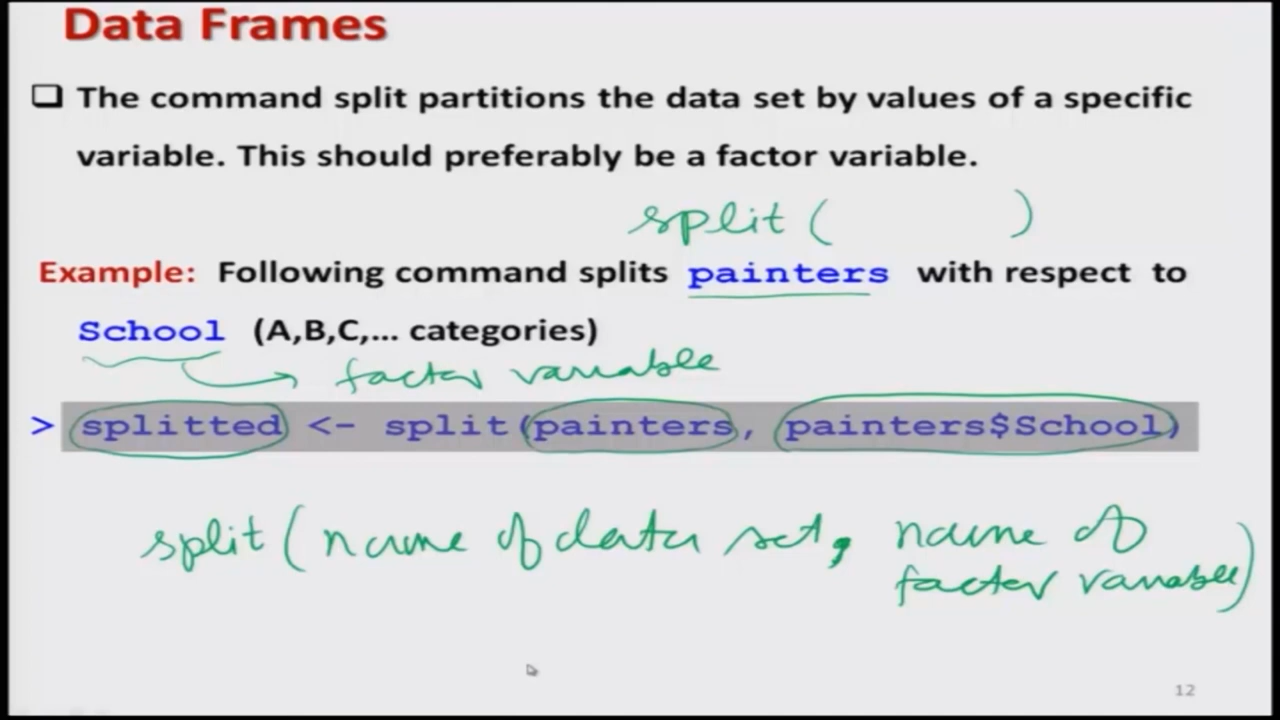 Data Frames
❑ The command split partitions the data set by values of a specific
variable. This should preferably be a factor variable.
split ( )
Example: Following command splits painters with respect to
School (A,B,C,... categories)
factor variable
> splitted <- split(painters, painters$School)
split (name of data set, name of
factor variable)
12